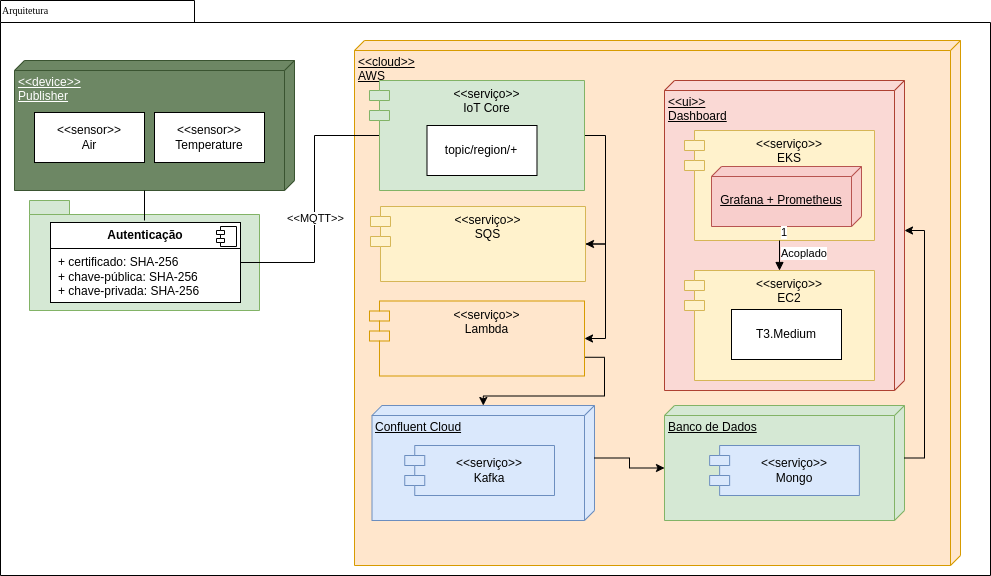 Arquitetura
<<device>>
Publisher
<<sensor>>
Air
<<sensor>>
Temperature
Autenticação
+ certificado: SHA-256
+ chave-pública: SHA-256
+ chave-privada: SHA-256
<<MQTT>>
<<cloud>>
AWS
<<serviço>>
IoT Core
topic/region/+
<<serviço>>
SQS
<<serviço>>
Lambda
Confluent Cloud
<<serviço>>
Kafka
<<ui>>
Dashboard
<<serviço>>
EKS
Grafana + Prometheus
1
Acoplado
<<serviço>>
EC2
T3.Medium
Banco de Dados
<<serviço>>
Mongo